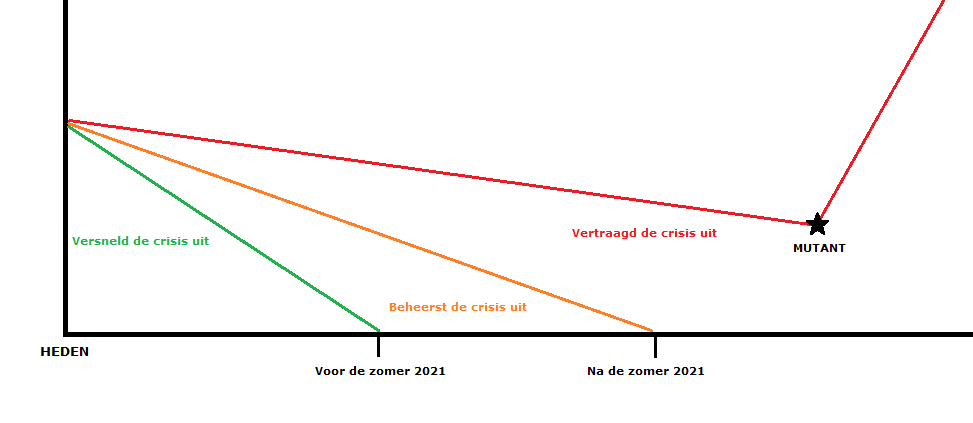 Vertraagd de crisis uit
Versneld de crisis uit
MUTANT
Beheerst de crisis uit
HEDEN
Voor de zomer 2021
Na de zomer 2021